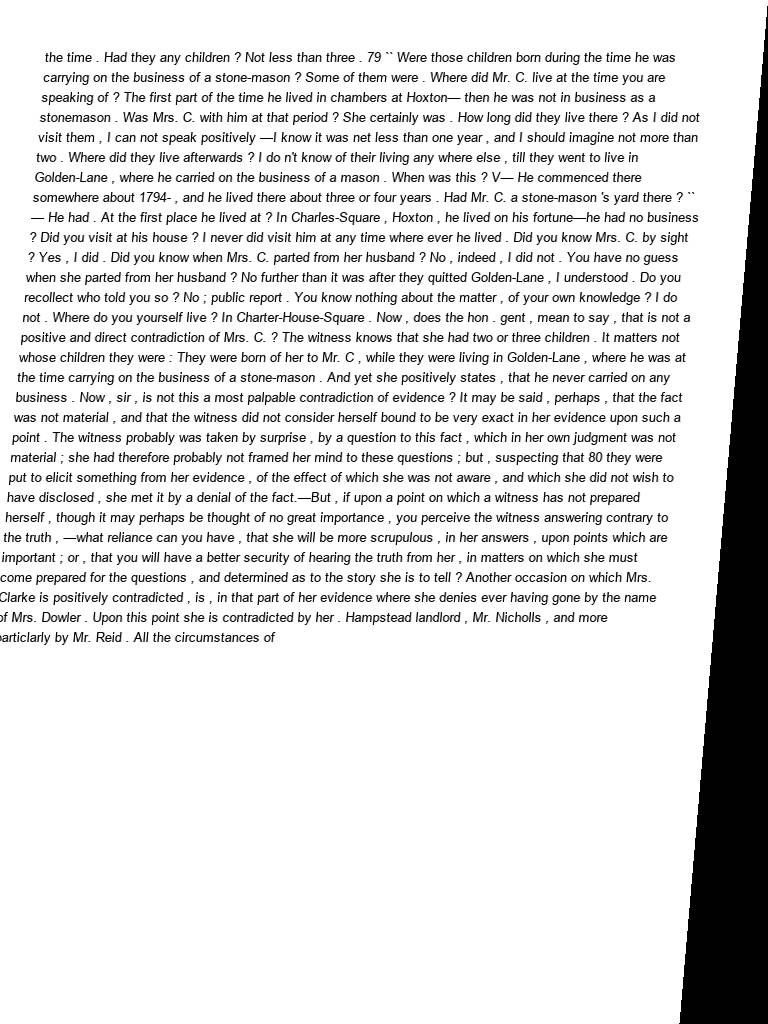 the time . Had they any children ? Not less than three . 79 `` Were those children born during the time he was
carrying on the business of a stone-mason ? Some of them were . Where did Mr. C. live at the time you are
speaking of ? The first part of the time he lived in chambers at Hoxton— then he was not in business as a
stonemason . Was Mrs. C. with him at that period ? She certainly was . How long did they live there ? As I did not
visit them , I can not speak positively —I know it was net less than one year , and I should imagine not more than
two . Where did they live afterwards ? I do n't know of their living any where else , till they went to live in
Golden-Lane , where he carried on the business of a mason . When was this ? V— He commenced there
somewhere about 1794- , and he lived there about three or four years . Had Mr. C. a stone-mason 's yard there ? ``
— He had . At the first place he lived at ? In Charles-Square , Hoxton , he lived on his fortune—he had no business
? Did you visit at his house ? I never did visit him at any time where ever he lived . Did you know Mrs. C. by sight
? Yes , I did . Did you know when Mrs. C. parted from her husband ? No , indeed , I did not . You have no guess
when she parted from her husband ? No further than it was after they quitted Golden-Lane , I understood . Do you
recollect who told you so ? No ; public report . You know nothing about the matter , of your own knowledge ? I do
not . Where do you yourself live ? In Charter-House-Square . Now , does the hon . gent , mean to say , that is not a
positive and direct contradiction of Mrs. C. ? The witness knows that she had two or three children . It matters not
whose children they were : They were born of her to Mr. C , while they were living in Golden-Lane , where he was at
the time carrying on the business of a stone-mason . And yet she positively states , that he never carried on any
business . Now , sir , is not this a most palpable contradiction of evidence ? It may be said , perhaps , that the fact
was not material , and that the witness did not consider herself bound to be very exact in her evidence upon such a
point . The witness probably was taken by surprise , by a question to this fact , which in her own judgment was not
material ; she had therefore probably not framed her mind to these questions ; but , suspecting that 80 they were
put to elicit something from her evidence , of the effect of which she was not aware , and which she did not wish to
have disclosed , she met it by a denial of the fact.—But , if upon a point on which a witness has not prepared
herself , though it may perhaps be thought of no great importance , you perceive the witness answering contrary to
the truth , —what reliance can you have , that she will be more scrupulous , in her answers , upon points which are
important ; or , that you will have a better security of hearing the truth from her , in matters on which she must
come prepared for the questions , and determined as to the story she is to tell ? Another occasion on which Mrs.
Clarke is positively contradicted , is , in that part of her evidence where she denies ever having gone by the name
of Mrs. Dowler . Upon this point she is contradicted by her . Hampstead landlord , Mr. Nicholls , and more
particlarly by Mr. Reid . All the circumstances of